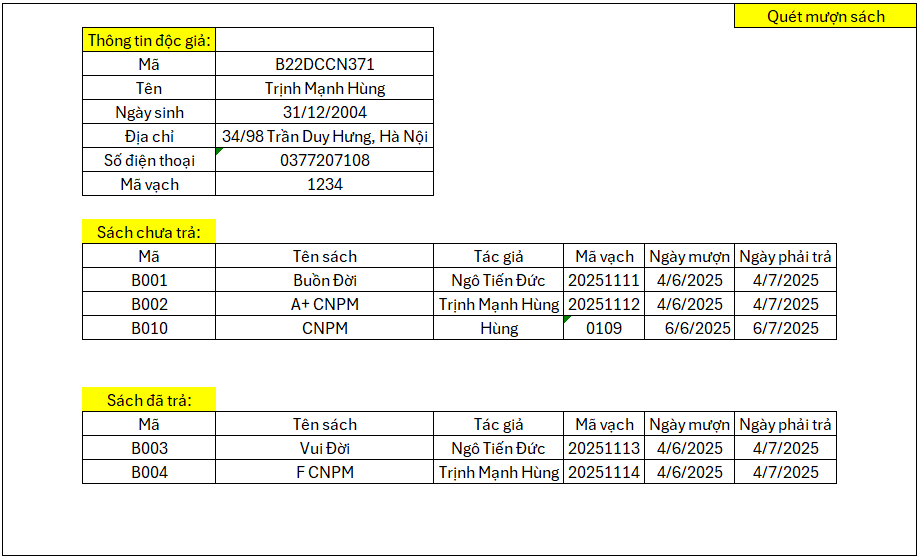 Quét mượn sách
Thông tin độc giả:
Mã B22DCCN371
Tên Trịnh Mạnh Hùng
Ngày sinh 31/12/2004
Địa chỉ 34/98 Trần Duy Hưng, Hà Nội
Số điện thoại 0377207108
Mã vạch 1234
Sách chưa trả:
Mã Tên sách Tác giả Mã vạch Ngày mượn Ngày phải trả
B001 Buồn Đời Ngô Tiến Đức 20251111 4/6/2025 4/7/2025
B002 A+ CNPM Trịnh Mạnh Hùng 20251112 4/6/2025 4/7/2025
B010 CNPM Hùng 0109 6/6/2025 6/7/2025
Sách đã trả:
Mã Tên sách Tác giả Mã vạch Ngày mượn Ngày phải trả
B003 Vui Đời Ngô Tiến Đức 20251113 4/6/2025 4/7/2025
B004 F CNPM Trịnh Mạnh Hùng 20251114 4/6/2025 4/7/2025